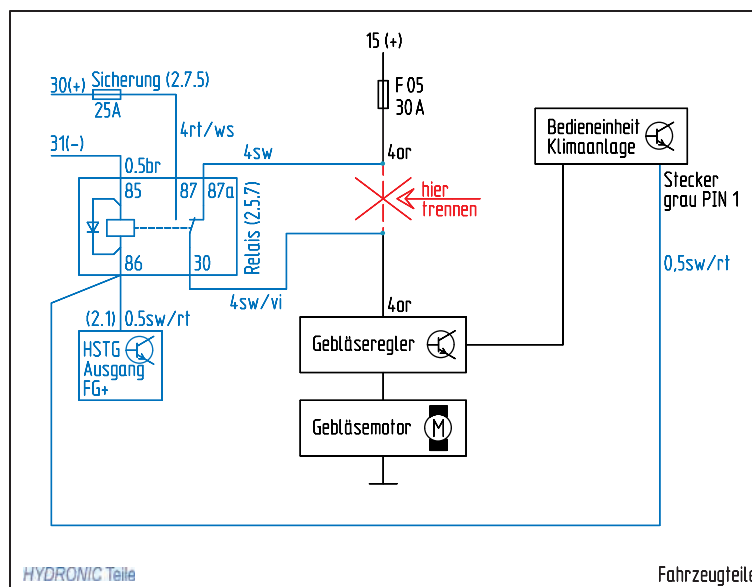 15 (+)
30(+) Sicherung (2.7.5)
25A
F 05
30 A
4rt/ws
31(-)
4sw
4or
0.5br
85
87
87a
Relais (2.5.7)
86
30
hier
trennen
Bedieneinheit
Klimaanlage
Stecker
grau PIN 1
0,5sw/rt
4sw/vi
4or
(2.1) 0.5sw/rt
HSTG
Ausgang
FG+
Gebläseregler
Gebläsemotor
M
HYDRONIC Teile
Fahrzeugteile